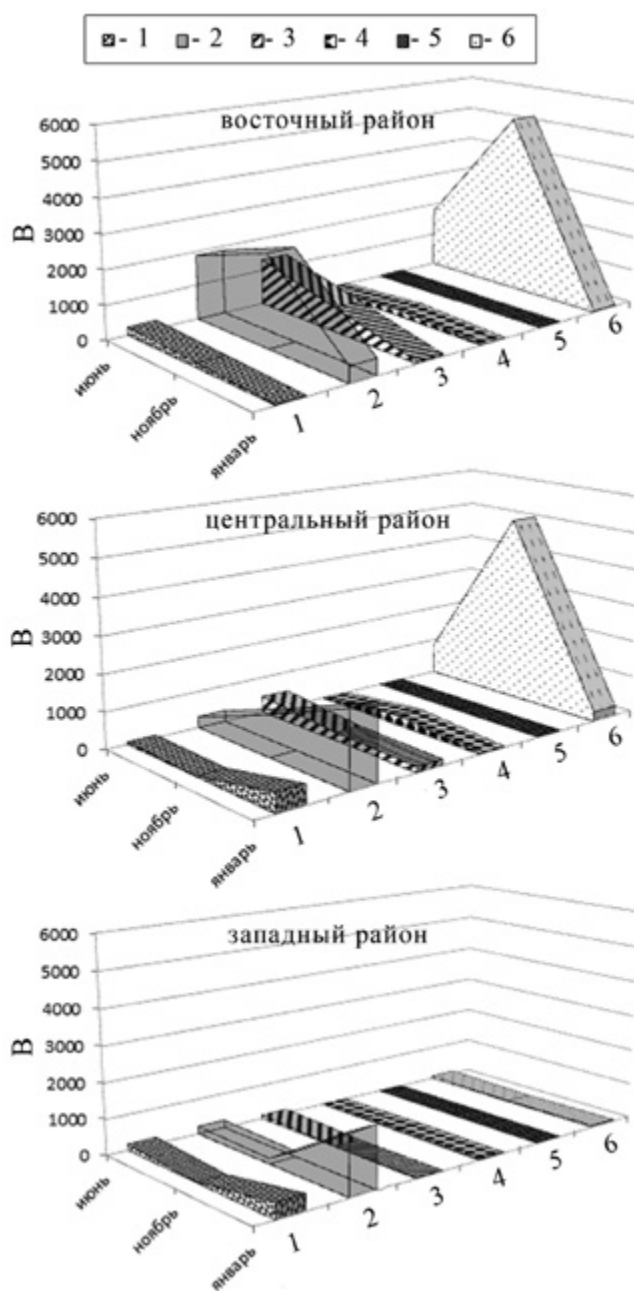 - 1 - 2 - 3 - 4 - 5 - 6
восточный район
6000
5000
4000
3000
2000
1000
0
В
июнь
ноябрь
январь
1 2 3 4 5 6
центральный район
6000
5000
4000
3000
2000
1000
0
В
июнь
ноябрь
январь
1 2 3 4 5 6
западный район
6000
5000
4000
3000
2000
1000
0
В
июнь
ноябрь
январь
1 2 3 4 5 6